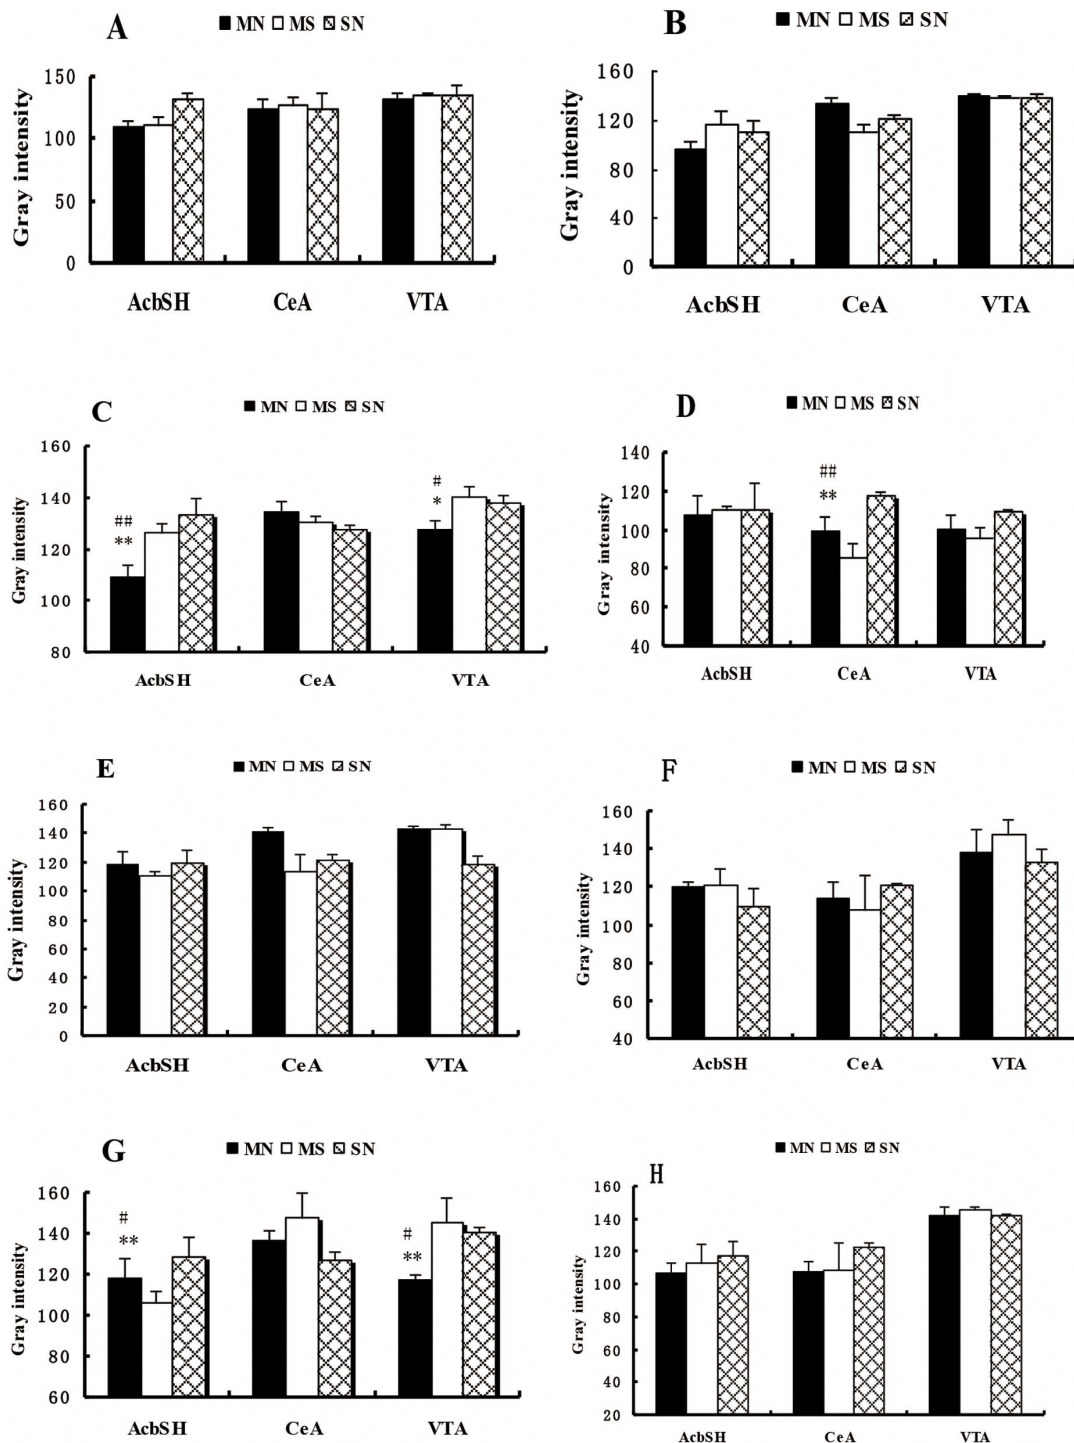 A
MN MS SN
Gray intensity
150
100
50
0
AcbSH CeA VTA
B
MN MS SN
Gray intensity
160
120
80
40
0
AcbSH CeA VTA
C
MN MS SN
Gray intensity
160
140
120
100
80
##
**
#
*
AcbSH CeA VTA
D
MN MS SN
Gray intensity
140
120
100
80
60
40
##
**
AcbSH CeA VTA
E
MN MS SN
Gray intensity
160
140
120
100
80
60
40
20
0
AcbSH CeA VTA
F
MN MS SN
Gray intensity
160
140
120
100
80
60
40
AcbSH CeA VTA
G
MN MS SN
Gray intensity
160
140
120
100
80
60
#
**
#
**
AcbSH CeA VTA
H
MN MS SN
Gray intensity
160
140
120
100
80
60
40
20
AcbSH CeA VTA